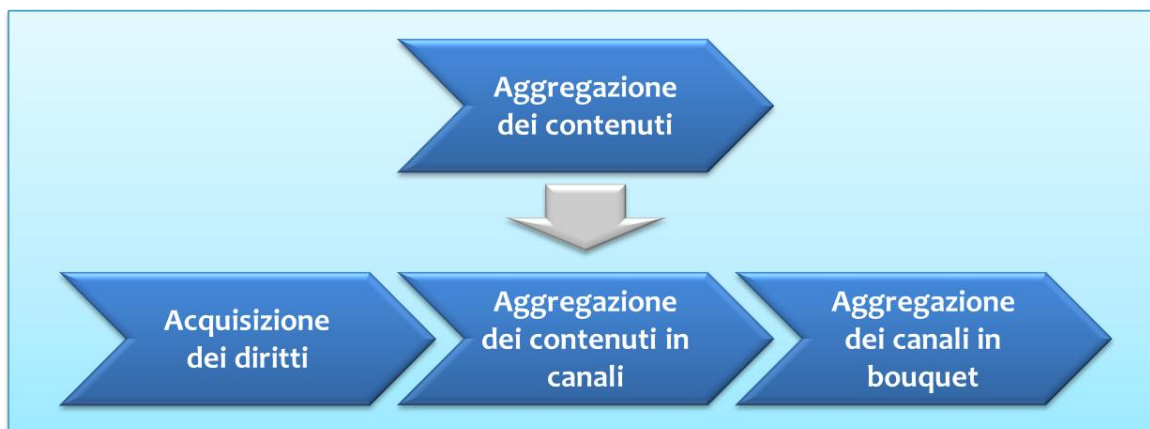 Aggregazione
dei contenuti
Acquisizione
dei diritti
Aggregazione
dei contenuti in
canali
Aggregazione
dei canali in
bouquet